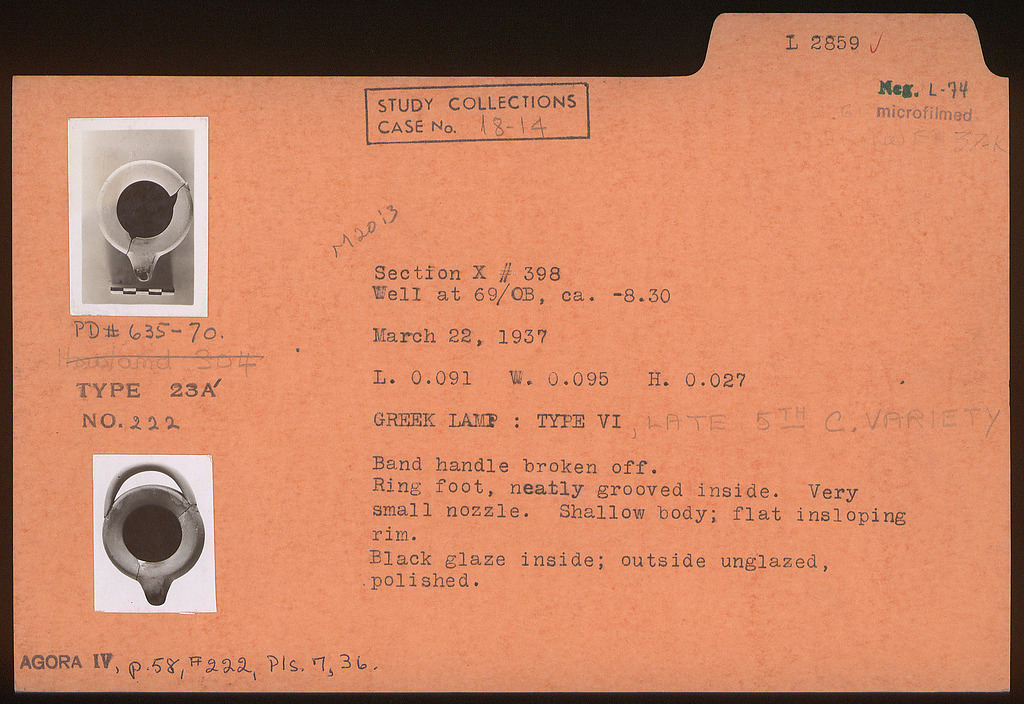 L 2859 ✓
Neg. L-74
microfilmed
STUDY COLLECTIONS
CASE No. 18-14
M2013
Section X # 398
Well at 69/OB, ca. -8.30
March 22, 1937
L. 0.091 W. 0.095 H. 0.027
GREEK LAMP : TYPE VI, LATE 5TH C. VARIETY
Band handle broken off.
Ring foot, neatly grooved inside. Very
small nozzle. Shallow body; flat insloping
rim.
Black glaze inside; outside unglazed,
polished.
PD# 635-70.
Howland 304
TYPE 23A'
NO. 222
AGORA IV, p.58, #222, Pls. 7, 36.